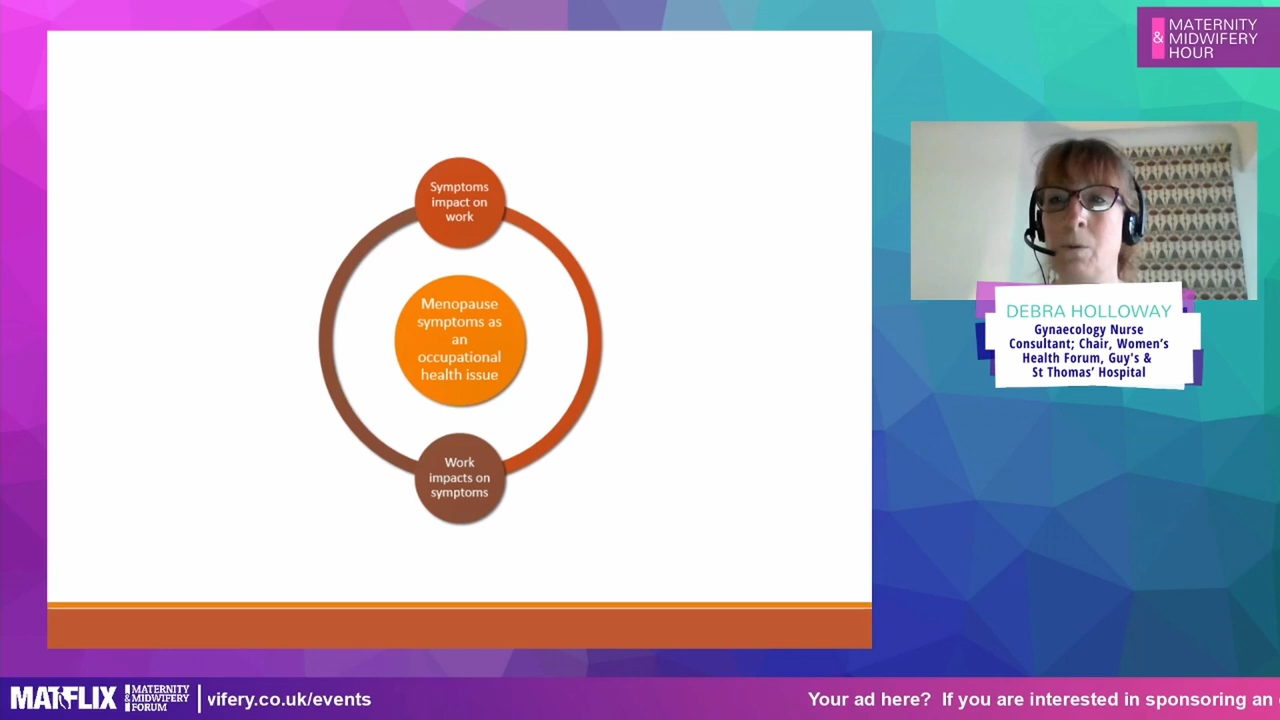 MATERNITY
& MIDWIFERY
HOUR
Symptoms
impact on
work
Menopause
symptoms as
an
occupational
health issue
Work
impacts on
symptoms
DEBRA HOLLOWAY
Gynaecology Nurse
Consultant; Chair, Women's
Health Forum, Guy's &
St Thomas' Hospital
MATFLIX
MATERNITY
& MIDWIFERY
FORUM
vifery.co.uk/events
Your ad here? If you are interested in sponsoring an